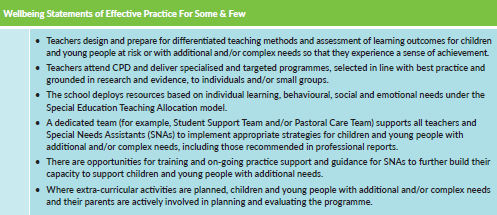 Wellbeing Statements of Effective Practice For Some & Few
• Teachers design and prepare for differentiated teaching methods and assessment of learning outcomes for children
and young people at risk or with additional and/or complex needs so that they experience a sense of achievement.
• Teachers attend CPD and deliver specialised and targeted programmes, selected in line with best practice and
grounded in research and evidence, to individuals and/or small groups.
• The school deploys resources based on individual learning, behavioural, social and emotional needs under the
Special Education Teaching Allocation model.
• A dedicated team (for example, Student Support Team and/or Pastoral Care Team) supports all teachers and
Special Needs Assistants (SNAs) to implement appropriate strategies for children and young people with
additional and/or complex needs, including those recommended in professional reports.
• There are opportunities for training and on-going practice support and guidance for SNAs to further build their
capacity to support children and young people with additional needs.
• Where extra-curricular activities are planned, children and young people with additional and/or complex needs
and their parents are actively involved in planning and evaluating the programme.